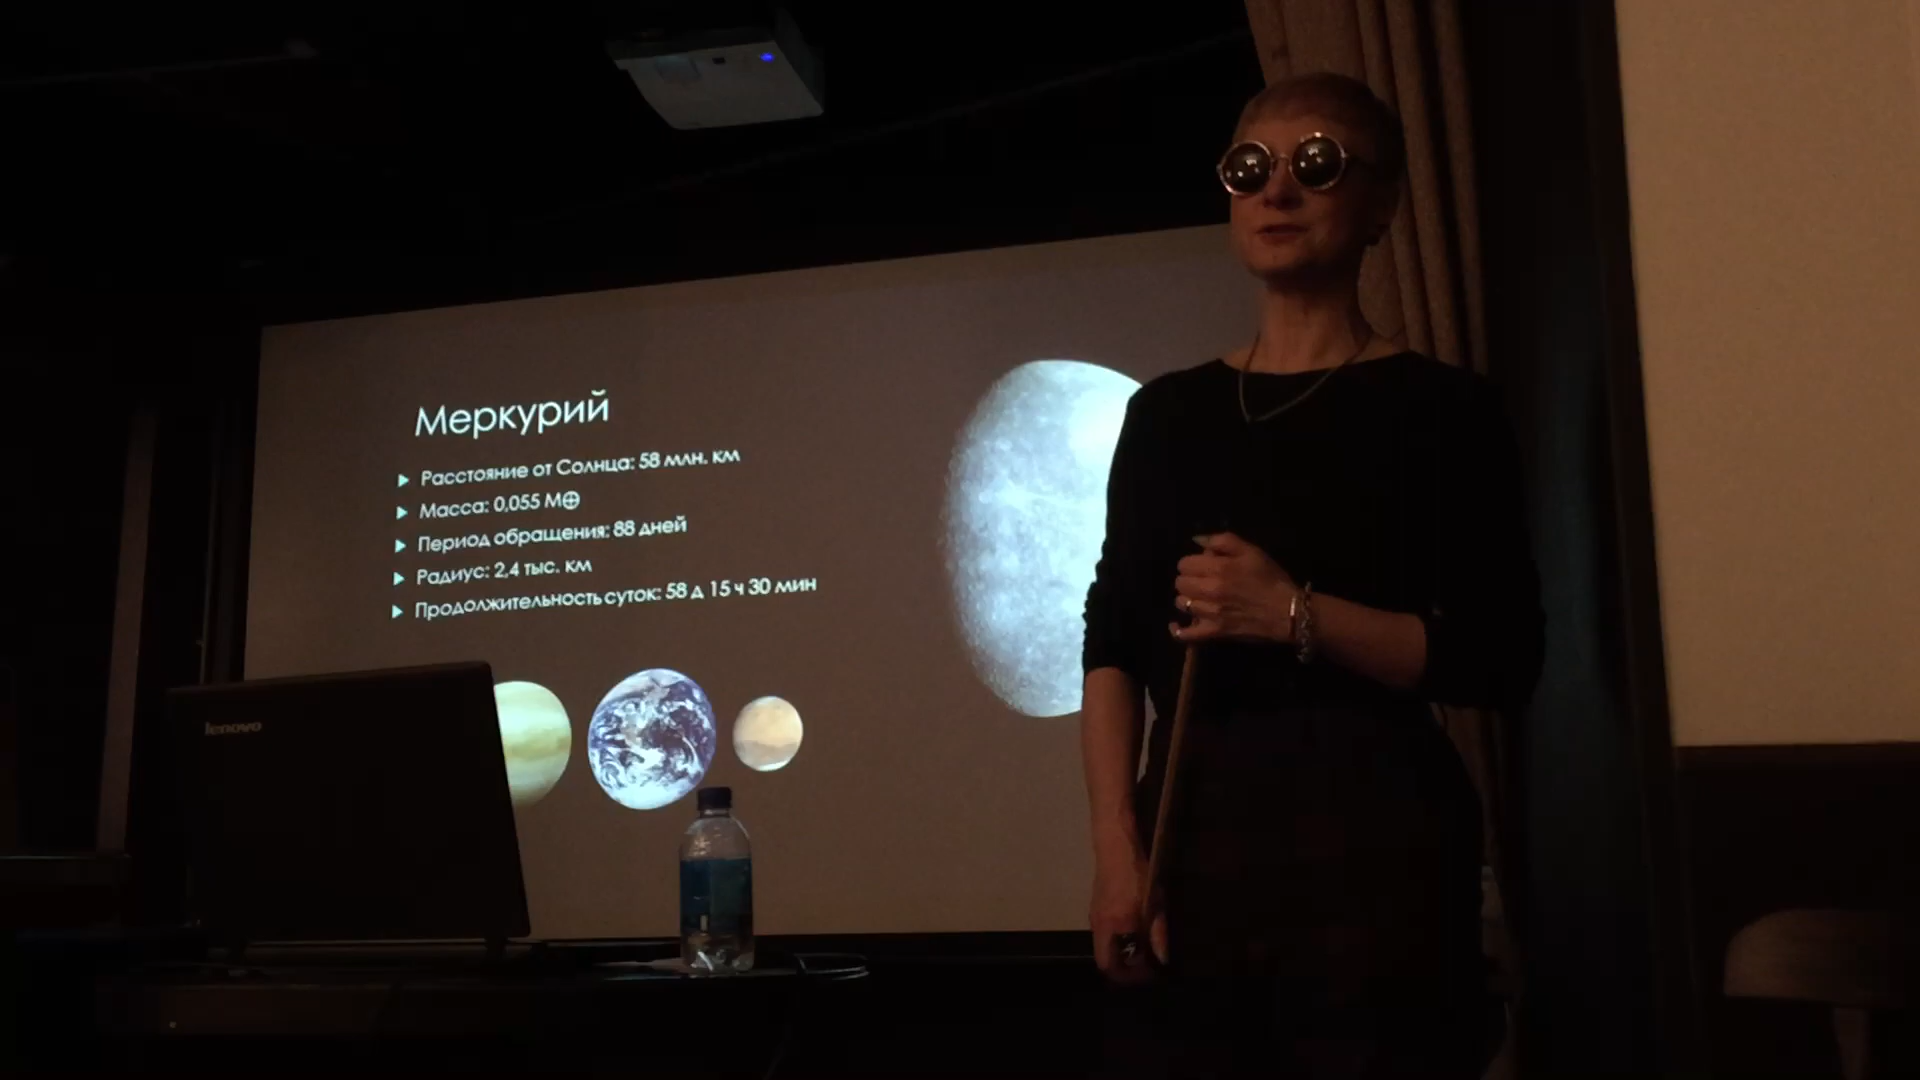 Меркурий
Расстояние от Солнца: 58 млн. км
Масса: 0,055 M⊕
Период обращения: 88 дней
Радиус: 2,4 тыс. км
Продолжительность суток: 58 д 15 ч 30 мин
lenovo